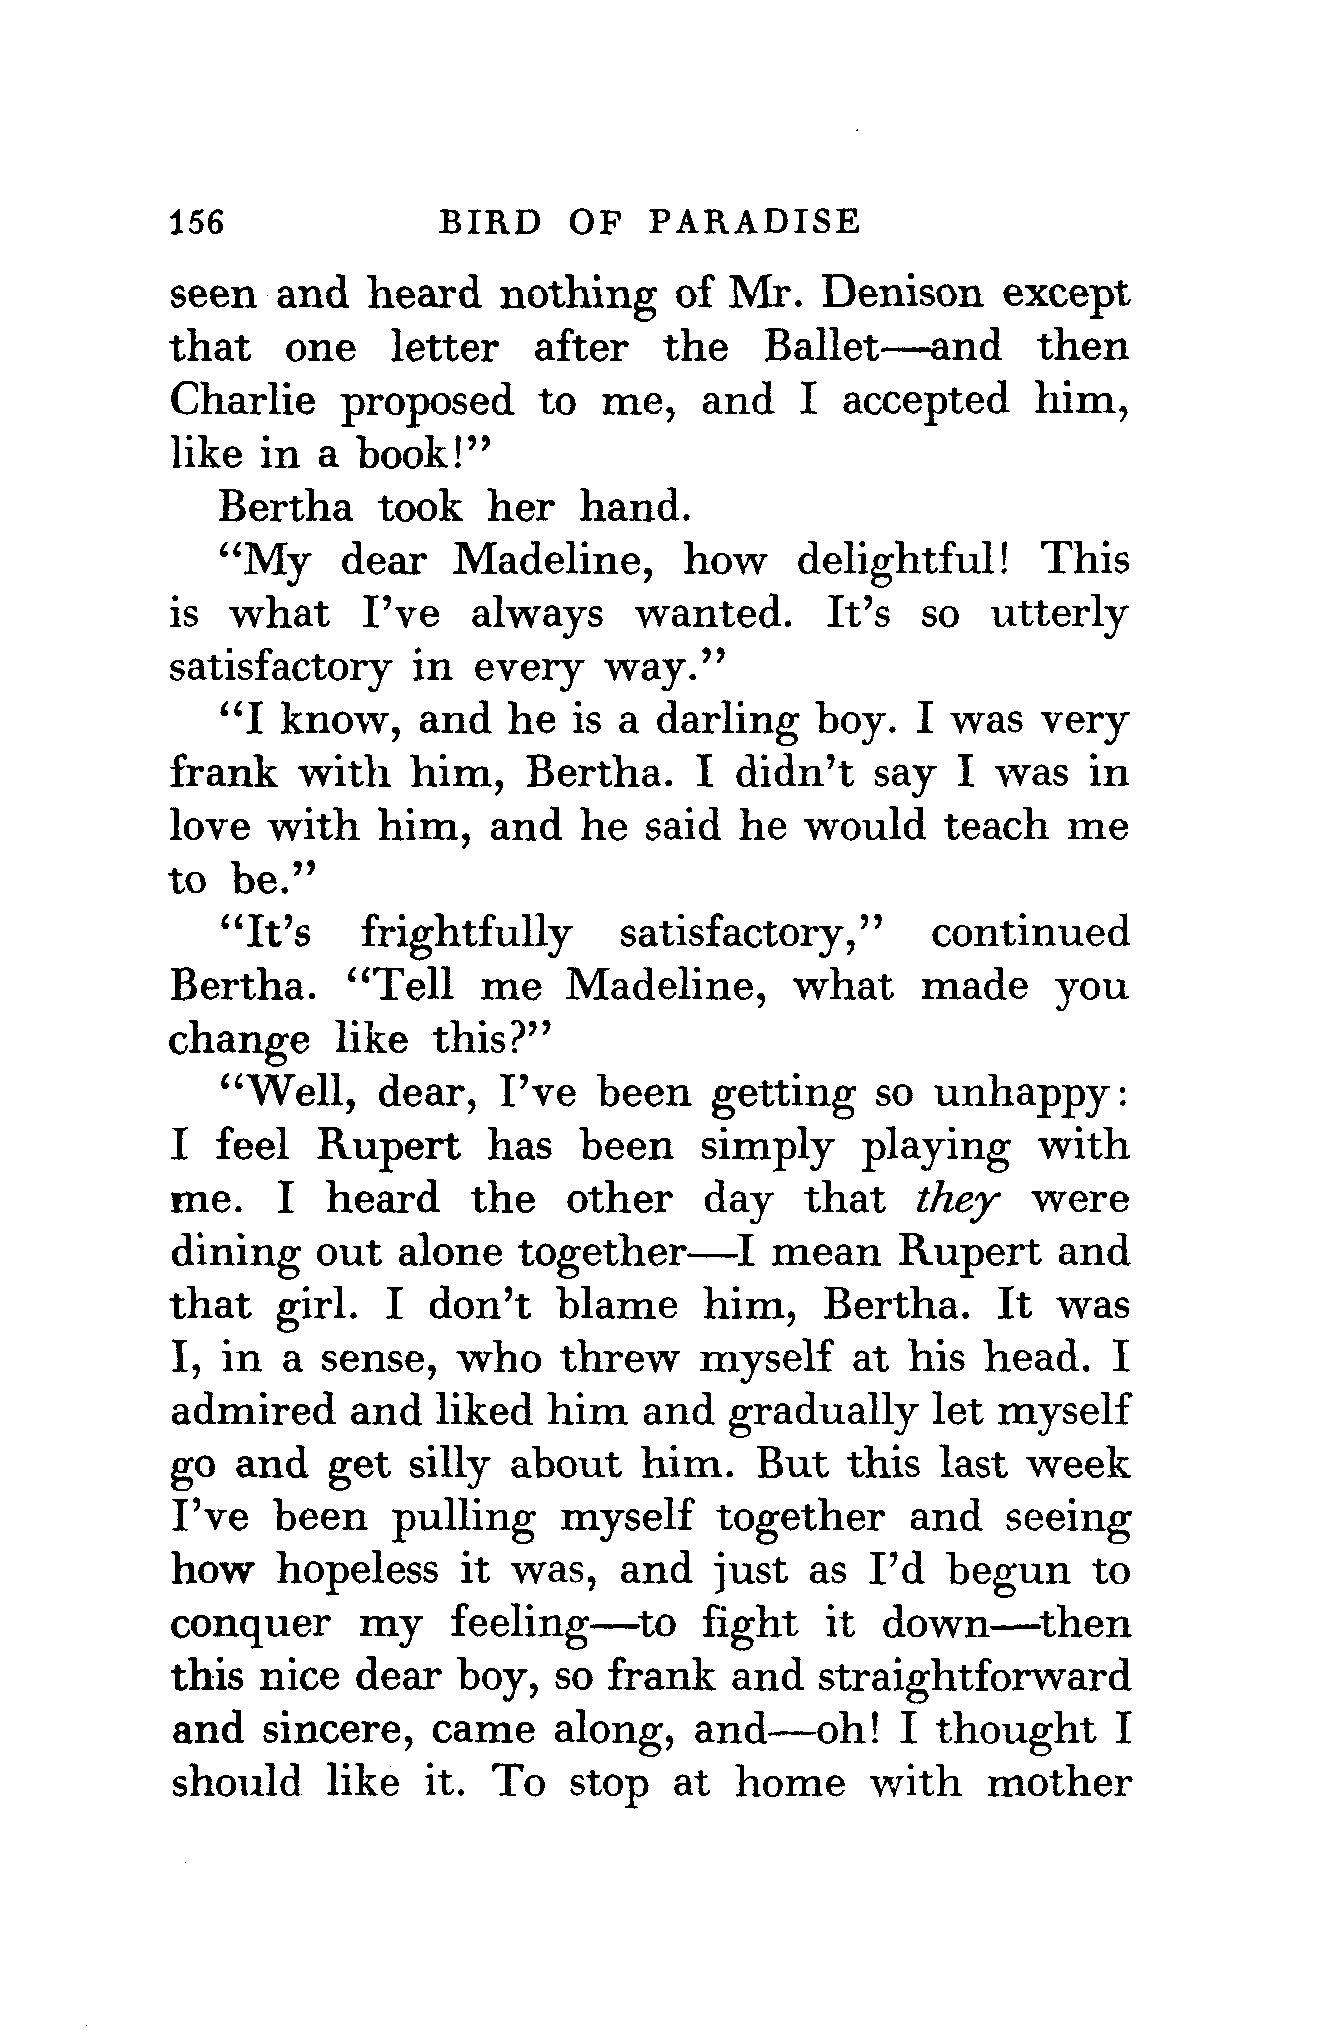 156 BIRD OF PARADISE
seen and heard nothing of Mr. Denison except
that one letter after the Ballet—and then
Charlie proposed to me, and I accepted him,
like in a book!”
Bertha took her hand.
“My dear Madeline, how delightful! This
is what I’ve always wanted. It’s so utterly
satisfactory in every way.”
“I know, and he is a darling boy. I was very
frank with him, Bertha. I didn’t say I was in
love with him, and he said he would teach me
to be.”
“It’s frightfully satisfactory,” continued
Bertha. “Tell me Madeline, what made you
change like this?”
“Well, dear, I’ve been getting so unhappy:
I feel Rupert has been simply playing with
me. I heard the other day that they were
dining out alone together—I mean Rupert and
that girl. I don’t blame him, Bertha. It was
I, in a sense, who threw myself at his head. I
admired and liked him and gradually let myself
go and get silly about him. But this last week
I’ve been pulling myself together and seeing
how hopeless it was, and just as I’d begun to
conquer my feeling—to fight it down—then
this nice dear boy, so frank and straightforward
and sincere, came along, and—oh! I thought I
should like it. To stop at home with mother